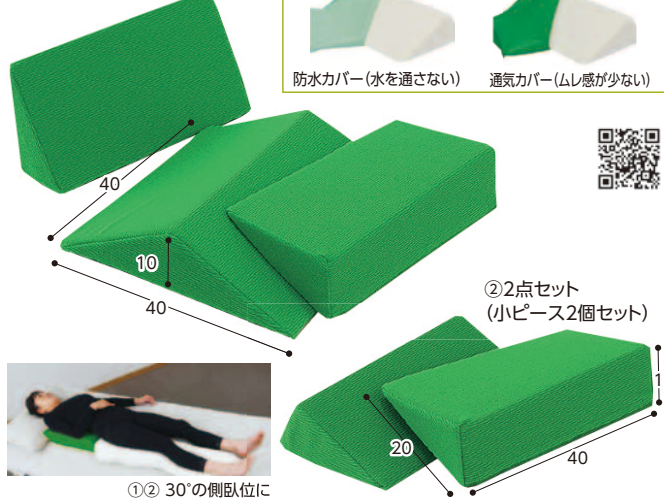 防水カバー(水を通さない)
通気カバー(ムレ感が少ない)
40
10
40
②2点セット
(小ピース2個セット)
20
40
①② 30°の側臥位に